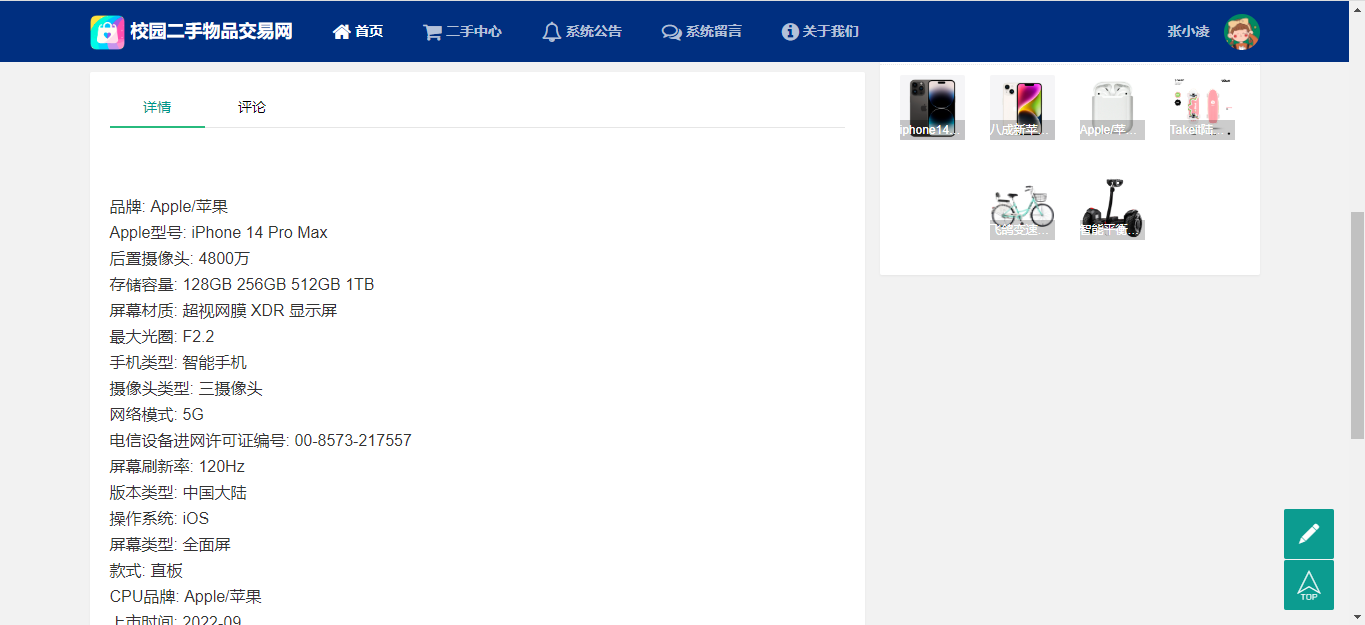 校园二手物品交易网 首页 二手中心 系统公告 系统留言 关于我们 张小凌
详情 评论
品牌: Apple/苹果
Apple型号: iPhone 14 Pro Max
后置摄像头: 4800万
存储容量: 128GB 256GB 512GB 1TB
屏幕材质: 超视网膜 XDR 显示屏
最大光圈: F2.2
手机类型: 智能手机
摄像头类型: 三摄像头
网络模式: 5G
电信设备进网许可证编号: 00-8573-217557
屏幕刷新率: 120Hz
版本类型: 中国大陆
操作系统: iOS
屏幕类型: 全面屏
款式: 直板
CPU品牌: Apple/苹果
上市时间: 2022-09
iphone14... 八成新苹... Apple/苹... Takeit陆...
飞鸽变速... 智能平衡...
TOP